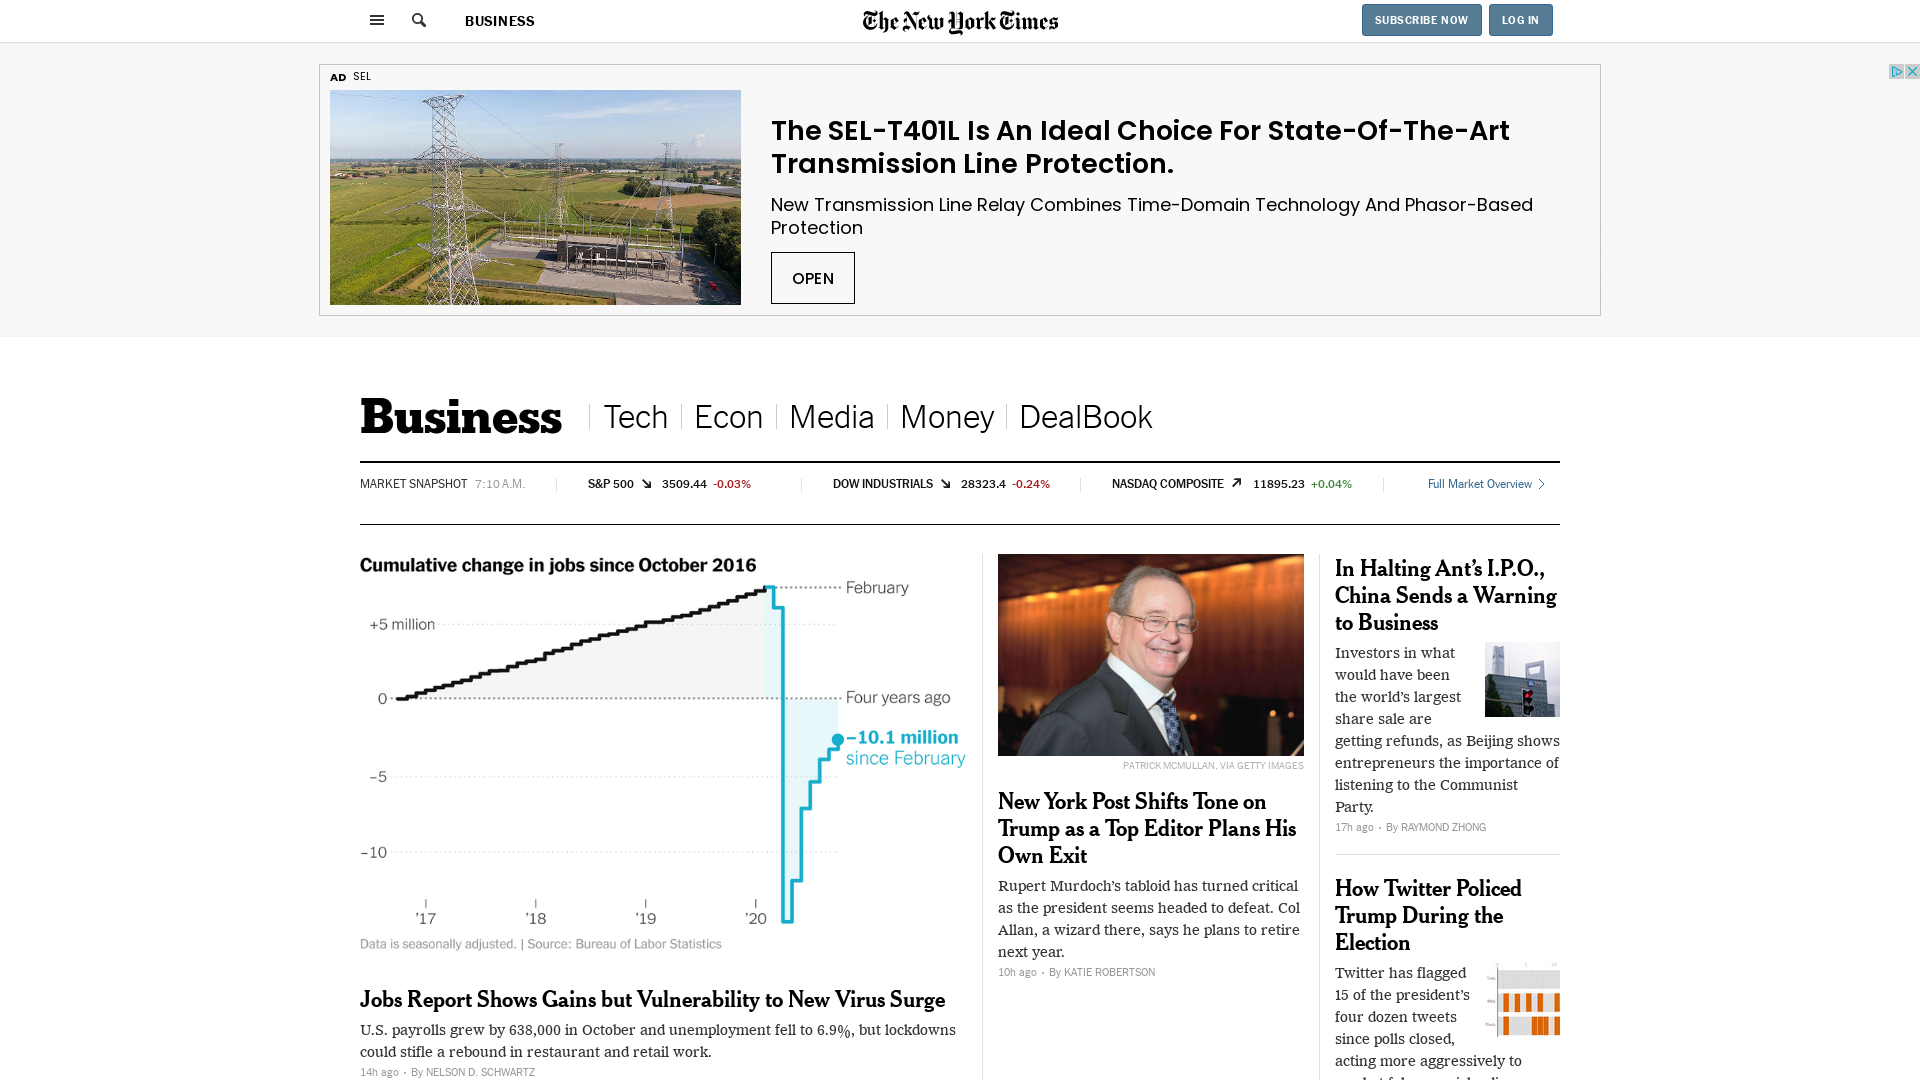 BUSINESS
The New York Times
SUBSCRIBE NOW
LOG IN
AD SEL
The SEL-T401L Is An Ideal Choice For State-Of-The-Art
Transmission Line Protection.
New Transmission Line Relay Combines Time-Domain Technology And Phasor-Based
Protection
OPEN
Business
Tech
Econ
Media
Money
DealBook
MARKET SNAPSHOT 7:10 A.M.
S&P 500 3509.44 -0.03%
DOW INDUSTRIALS 28323.4 -0.24%
NASDAQ COMPOSITE 11895.23 +0.04%
Full Market Overview
Cumulative change in jobs since October 2016
February
+5 million
0
Four years ago
–10.1 million
since February
–5
–10
’17
’18
’19
’20
Data is seasonally adjusted. | Source: Bureau of Labor Statistics
Jobs Report Shows Gains but Vulnerability to New Virus Surge
U.S. payrolls grew by 638,000 in October and unemployment fell to 6.9%, but lockdowns
could stifle a rebound in restaurant and retail work.
14h ago · By NELSON D. SCHWARTZ
PATRICK MCMULLAN, VIA GETTY IMAGES
New York Post Shifts Tone on
Trump as a Top Editor Plans His
Own Exit
Rupert Murdoch’s tabloid has turned critical
as the president seems headed to defeat. Col
Allan, a wizard there, says he plans to retire
next year.
10h ago · By KATIE ROBERTSON
In Halting Ant’s I.P.O.,
China Sends a Warning
to Business
Investors in what
would have been
the world’s largest
share sale are
getting refunds, as Beijing shows
entrepreneurs the importance of
listening to the Communist
Party.
17h ago · By RAYMOND ZHONG
How Twitter Policed
Trump During the
Election
Twitter has flagged
15 of the president’s
four dozen tweets
since polls closed,
acting more aggressively to